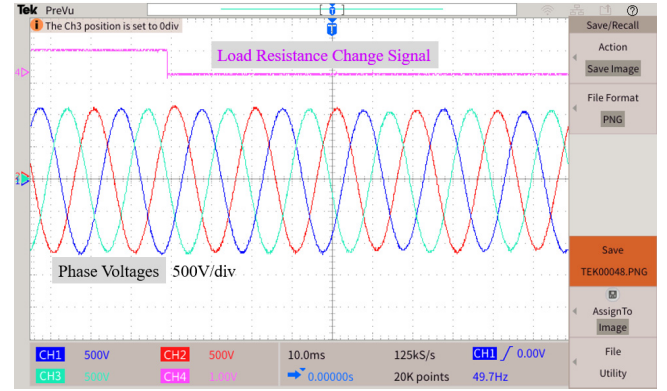 Tek PreVu
The Ch3 position is set to 0div
Save/Recall
Action
Save Image
File Format
PNG
Load Resistance Change Signal
4
Phase Voltages 500V/div
Save
TEK00048.PNG
AssignTo
Image
File
Utility
CH1 500V CH2 500V
CH3 500V CH4 1.00V
10.0ms 125kS/s CH1 0.00V
0.00000s 20K points 49.7Hz